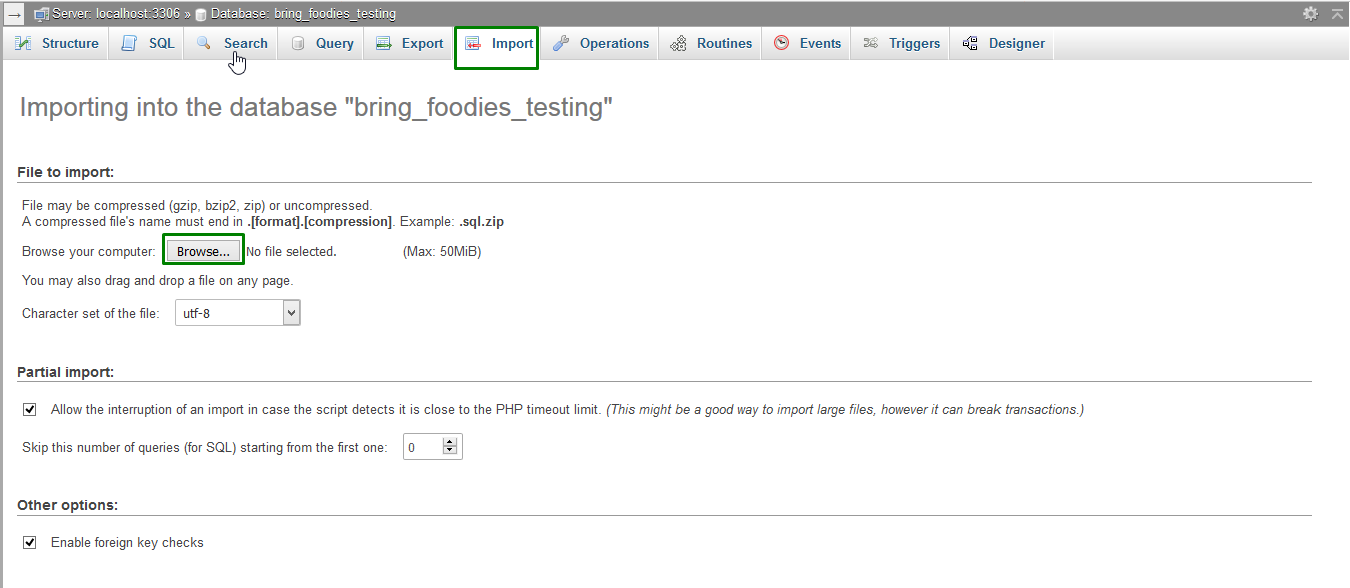 Server: localhost:3306 » Database: bring_foodies_testing
Structure SQL Search Query Export Import Operations Routines Events Triggers Designer
Importing into the database "bring_foodies_testing"
File to import:
File may be compressed (gzip, bzip2, zip) or uncompressed.
A compressed file's name must end in .[format].[compression]. Example: .sql.zip
Browse your computer: Browse... No file selected. (Max: 50MiB)
You may also drag and drop a file on any page.
Character set of the file: utf-8
Partial import:
Allow the interruption of an import in case the script detects it is close to the PHP timeout limit. (This might be a good way to import large files, however it can break transactions.)
Skip this number of queries (for SQL) starting from the first one: 0
Other options:
Enable foreign key checks